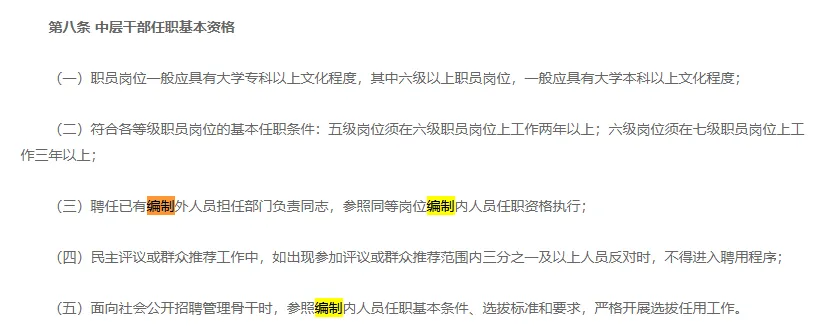 第八条 中层干部任职基本资格
（一）职员岗位一般应具有大学专科以上文化程度，其中六级以上职员岗位，一般应具有大学本科以上文化程度；
（二）符合各等级职员岗位的基本任职条件：五级岗位须在六级职员岗位上工作两年以上；六级岗位须在七级职员岗位上工
作三年以上；
（三）聘任已有编制外人员担任部门负责同志，参照同等岗位编制内人员任职资格执行；
（四）民主评议或群众推荐工作中，如出现参加评议或群众推荐范围内三分之一及以上人员反对时，不得进入聘用程序；
（五）面向社会公开招聘管理骨干时，参照编制内人员任职基本条件、选拔标准和要求，严格开展选拔任用工作。